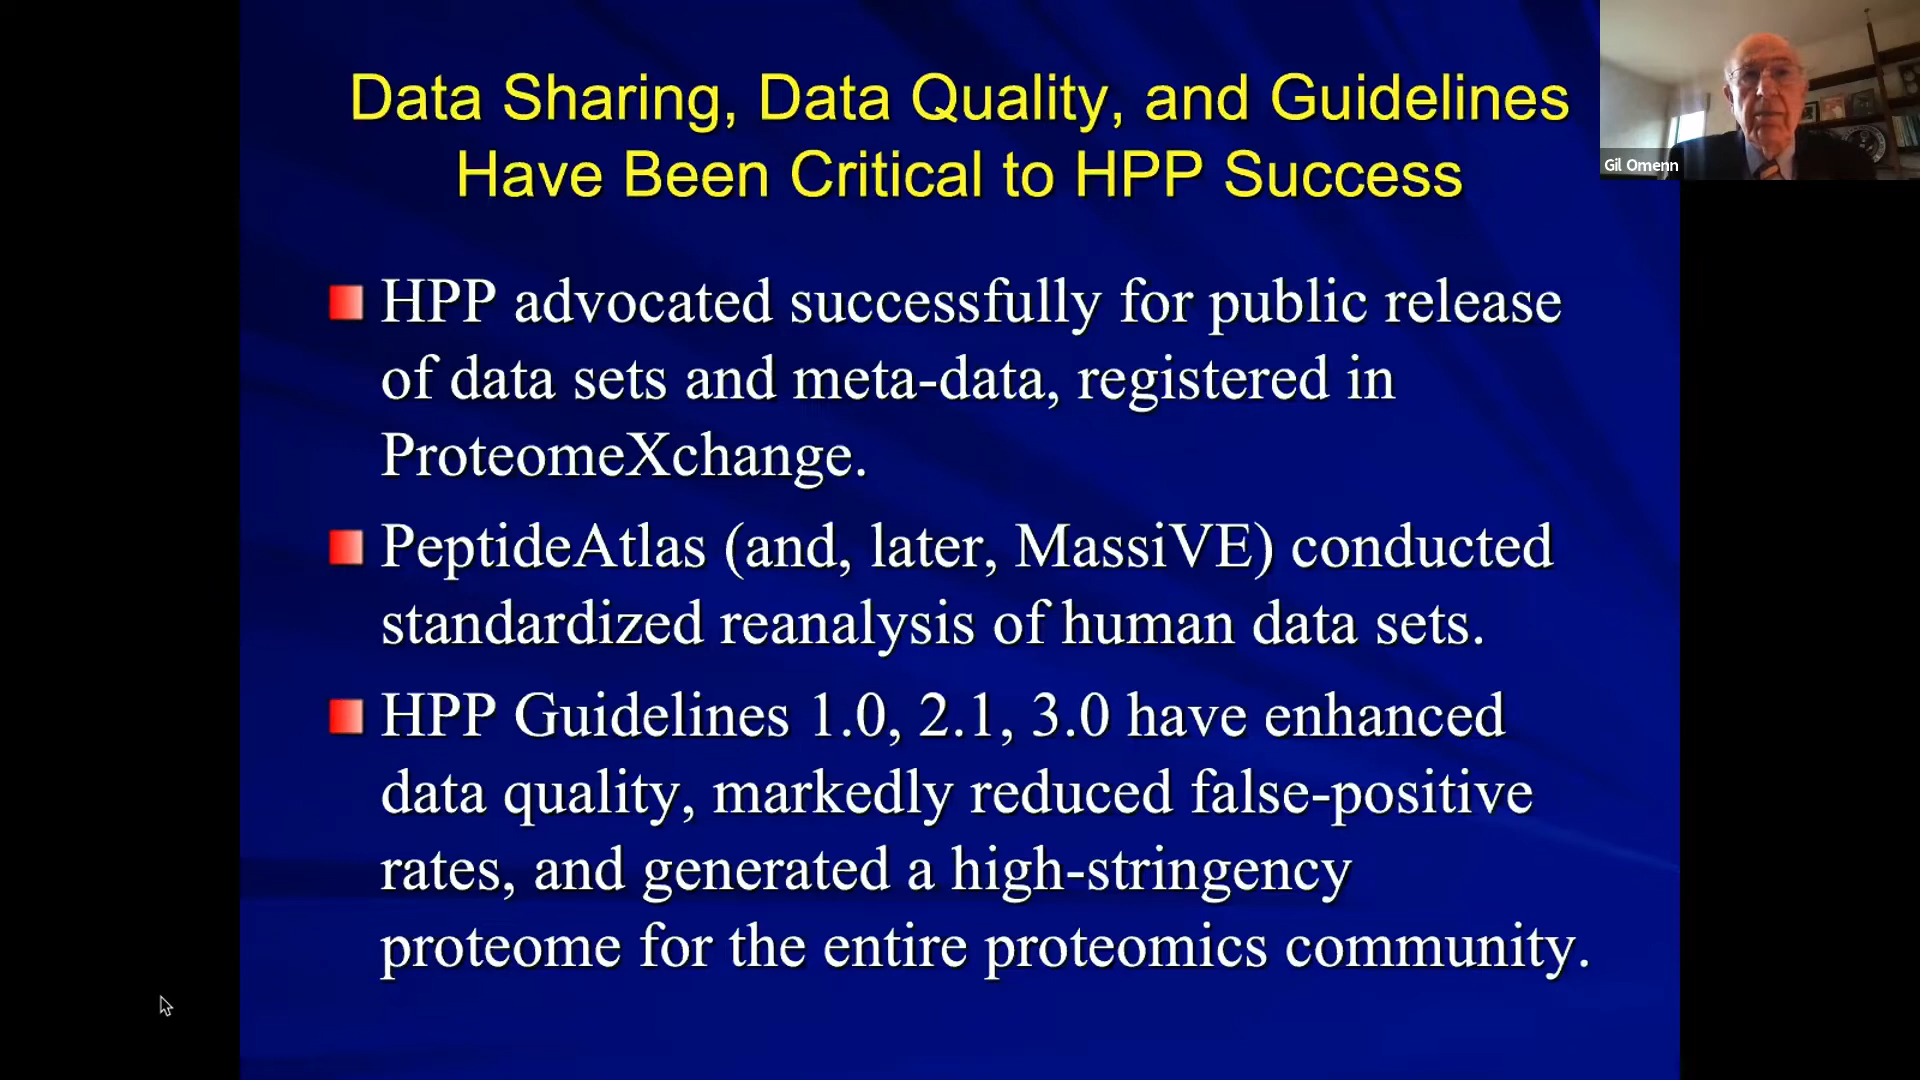 Data Sharing, Data Quality, and Guidelines
Have Been Critical to HPP Success
Gil Omenn
HPP advocated successfully for public release
of data sets and meta-data, registered in
ProteomeXchange.
PeptideAtlas (and, later, MassiVE) conducted
standardized reanalysis of human data sets.
HPP Guidelines 1.0, 2.1, 3.0 have enhanced
data quality, markedly reduced false-positive
rates, and generated a high-stringency
proteome for the entire proteomics community.